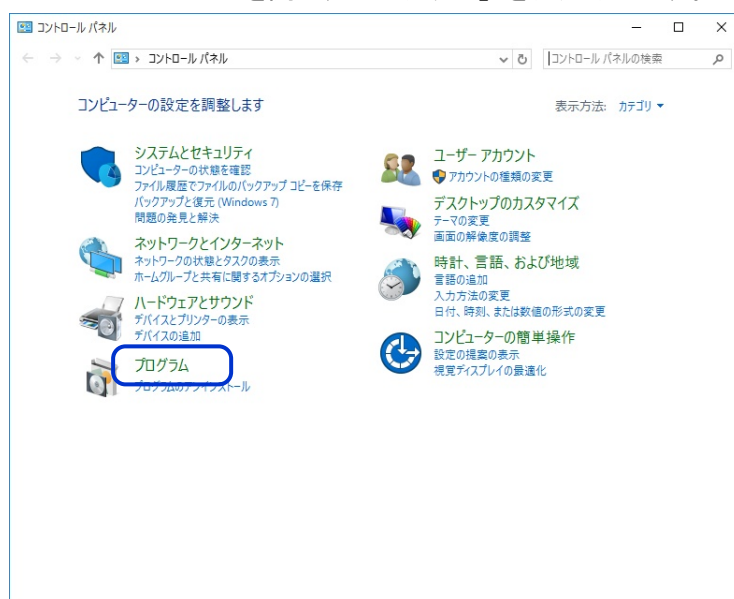 コントロール パネル
コントロール パネル
コントロール パネルの検索
コンピューターの設定を調整します
表示方法: カテゴリ
システムとセキュリティ
コンピューターの状態を確認
ファイル履歴でファイルのバックアップ コピーを保存
バックアップと復元 (Windows 7)
問題の発見と解決
ネットワークとインターネット
ネットワークの状態とタスクの表示
ホームグループと共有に関するオプションの選択
ハードウェアとサウンド
デバイスとプリンターの表示
デバイスの追加
プログラム
プログラムのアンインストール
ユーザー アカウント
アカウントの種類の変更
デスクトップのカスタマイズ
テーマの変更
画面の解像度の調整
時計、言語、および地域
言語の追加
入力方法の変更
日付、時刻、または数値の形式の変更
コンピューターの簡単操作
設定の提案の表示
視覚ディスプレイの最適化